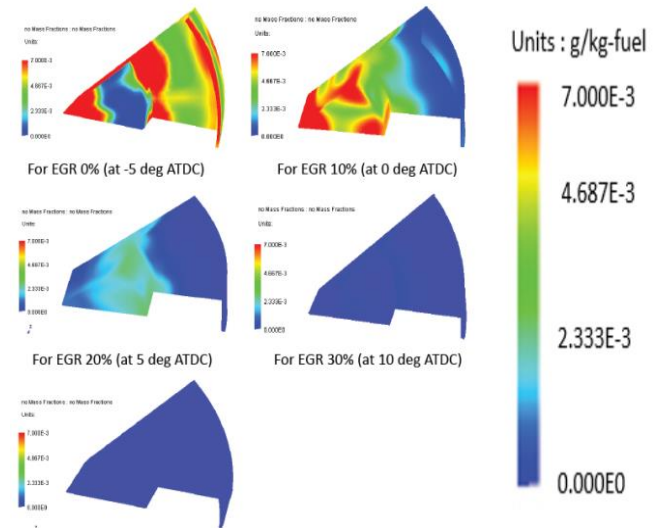 no Mass Fractions : no Mass Fractions
Units:
7.000E-3
4.667E-3
2.333E-3
0.000E0
For EGR 0% (at -5 deg ATDC)
no Mass Fractions : no Mass Fractions
Units:
7.000E-3
4.667E-3
2.333E-3
0.000E0
For EGR 10% (at 0 deg ATDC)
no Mass Fractions : no Mass Fractions
Units:
7.000E-3
4.667E-3
2.333E-3
0.000E0
For EGR 20% (at 5 deg ATDC)
no Mass Fractions : no Mass Fractions
Units:
7.000E-3
4.667E-3
2.333E-3
0.000E0
For EGR 30% (at 10 deg ATDC)
no Mass Fractions : no Mass Fractions
Units:
7.000E-3
4.667E-3
2.333E-3
0.000E0
Units : g/kg-fuel
7.000E-3
4.687E-3
2.333E-3
0.000E0